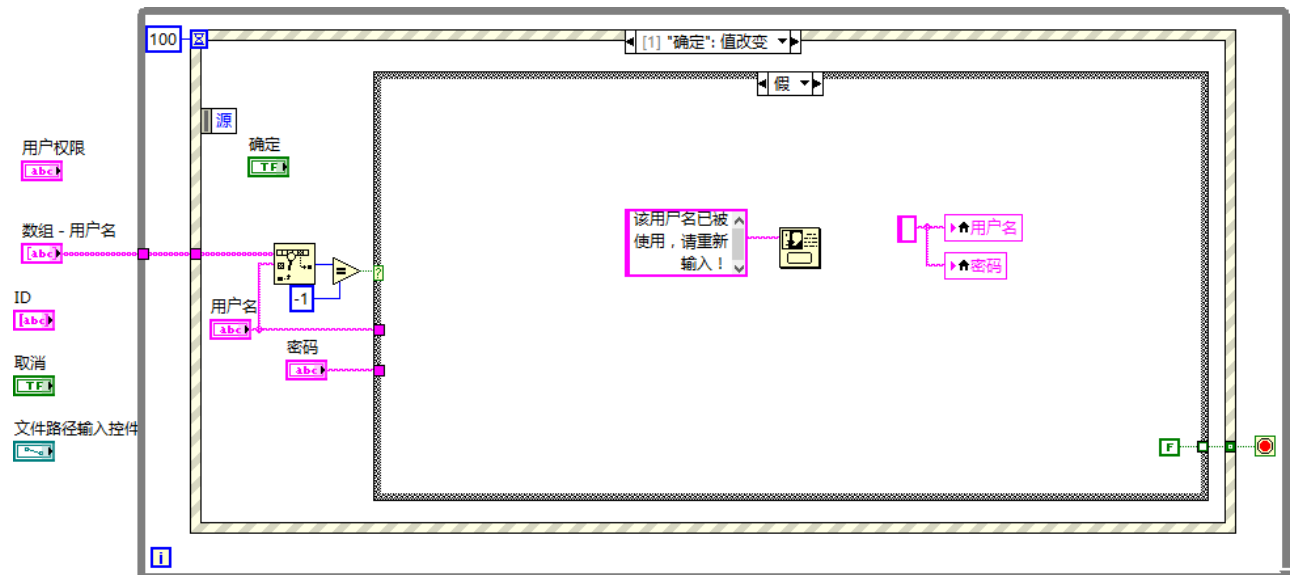 100
[1] "确定": 值改变
假
源
确定
用户权限
abc
TF
数组 - 用户名
[abc]
该用户名已被
使用，请重新
输入！
用户名
密码
=
?
-1
ID
[abc]
用户名
abc
密码
abc
取消
TF
文件路径输入控件
F
i